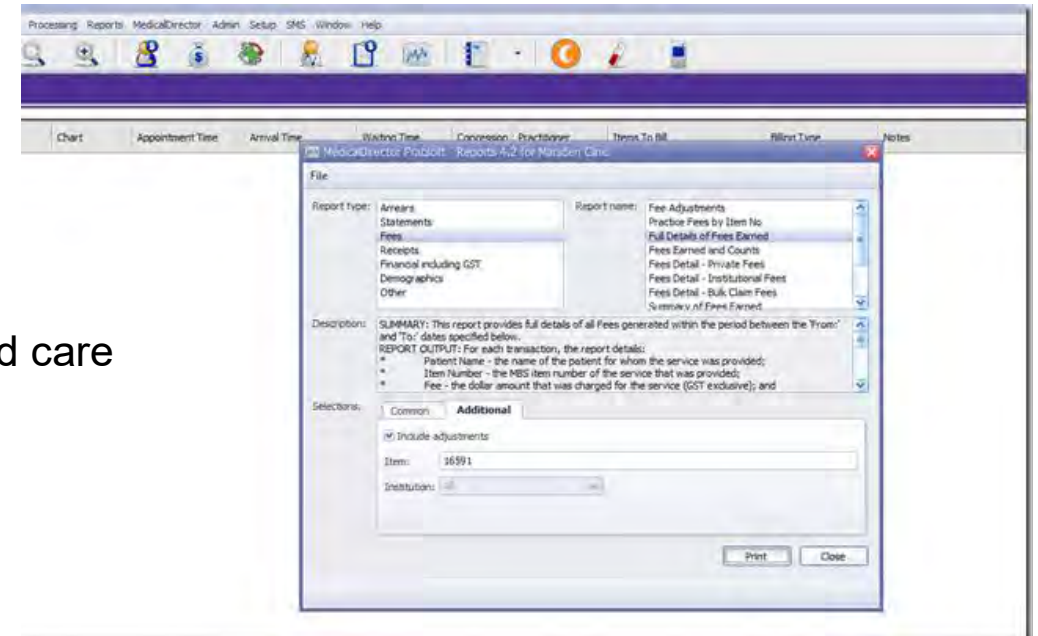 Processing Reports MedicalDirector Admin Setup SMS Window Help
Chart Appointment Time Arrival Time Waiting Time Concession Practitioner Items To Bill Billing Type Notes
MedicalDirector Pracsoft - Reports 4.2 for Marsden Clinic
File
Report type:
Arrears
Statements
Fees
Receipts
Financial including GST
Demographics
Other
Report name:
Fee Adjustments
Practice Fees by Item No
Full Details of Fees Earned
Fees Earned and Counts
Fees Detail - Private Fees
Fees Detail - Institutional Fees
Fees Detail - Bulk Claim Fees
Summary of Fees Earned
d care
Description: SUMMARY: This report provides full details of all Fees generated within the period between the 'From:'
and 'To:' dates specified below.
REPORT OUTPUT: For each transaction, the report details:
* Patient Name - the name of the patient for whom the service was provided;
* Item Number - the MBS item number of the service that was provided;
* Fee - the dollar amount that was charged for the service (GST exclusive); and
Selections: Common Additional
Include adjustments
Item: 16591
Institution: All
Print Close